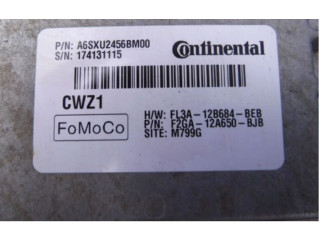 P/N: A6SXU2456BM00
S/N: 174131115
Continental
CWZ1
FoMoCo
H/W: FL3A-12B684-BEB
P/N: F2GA-12A650-BJB
SITE: M799G